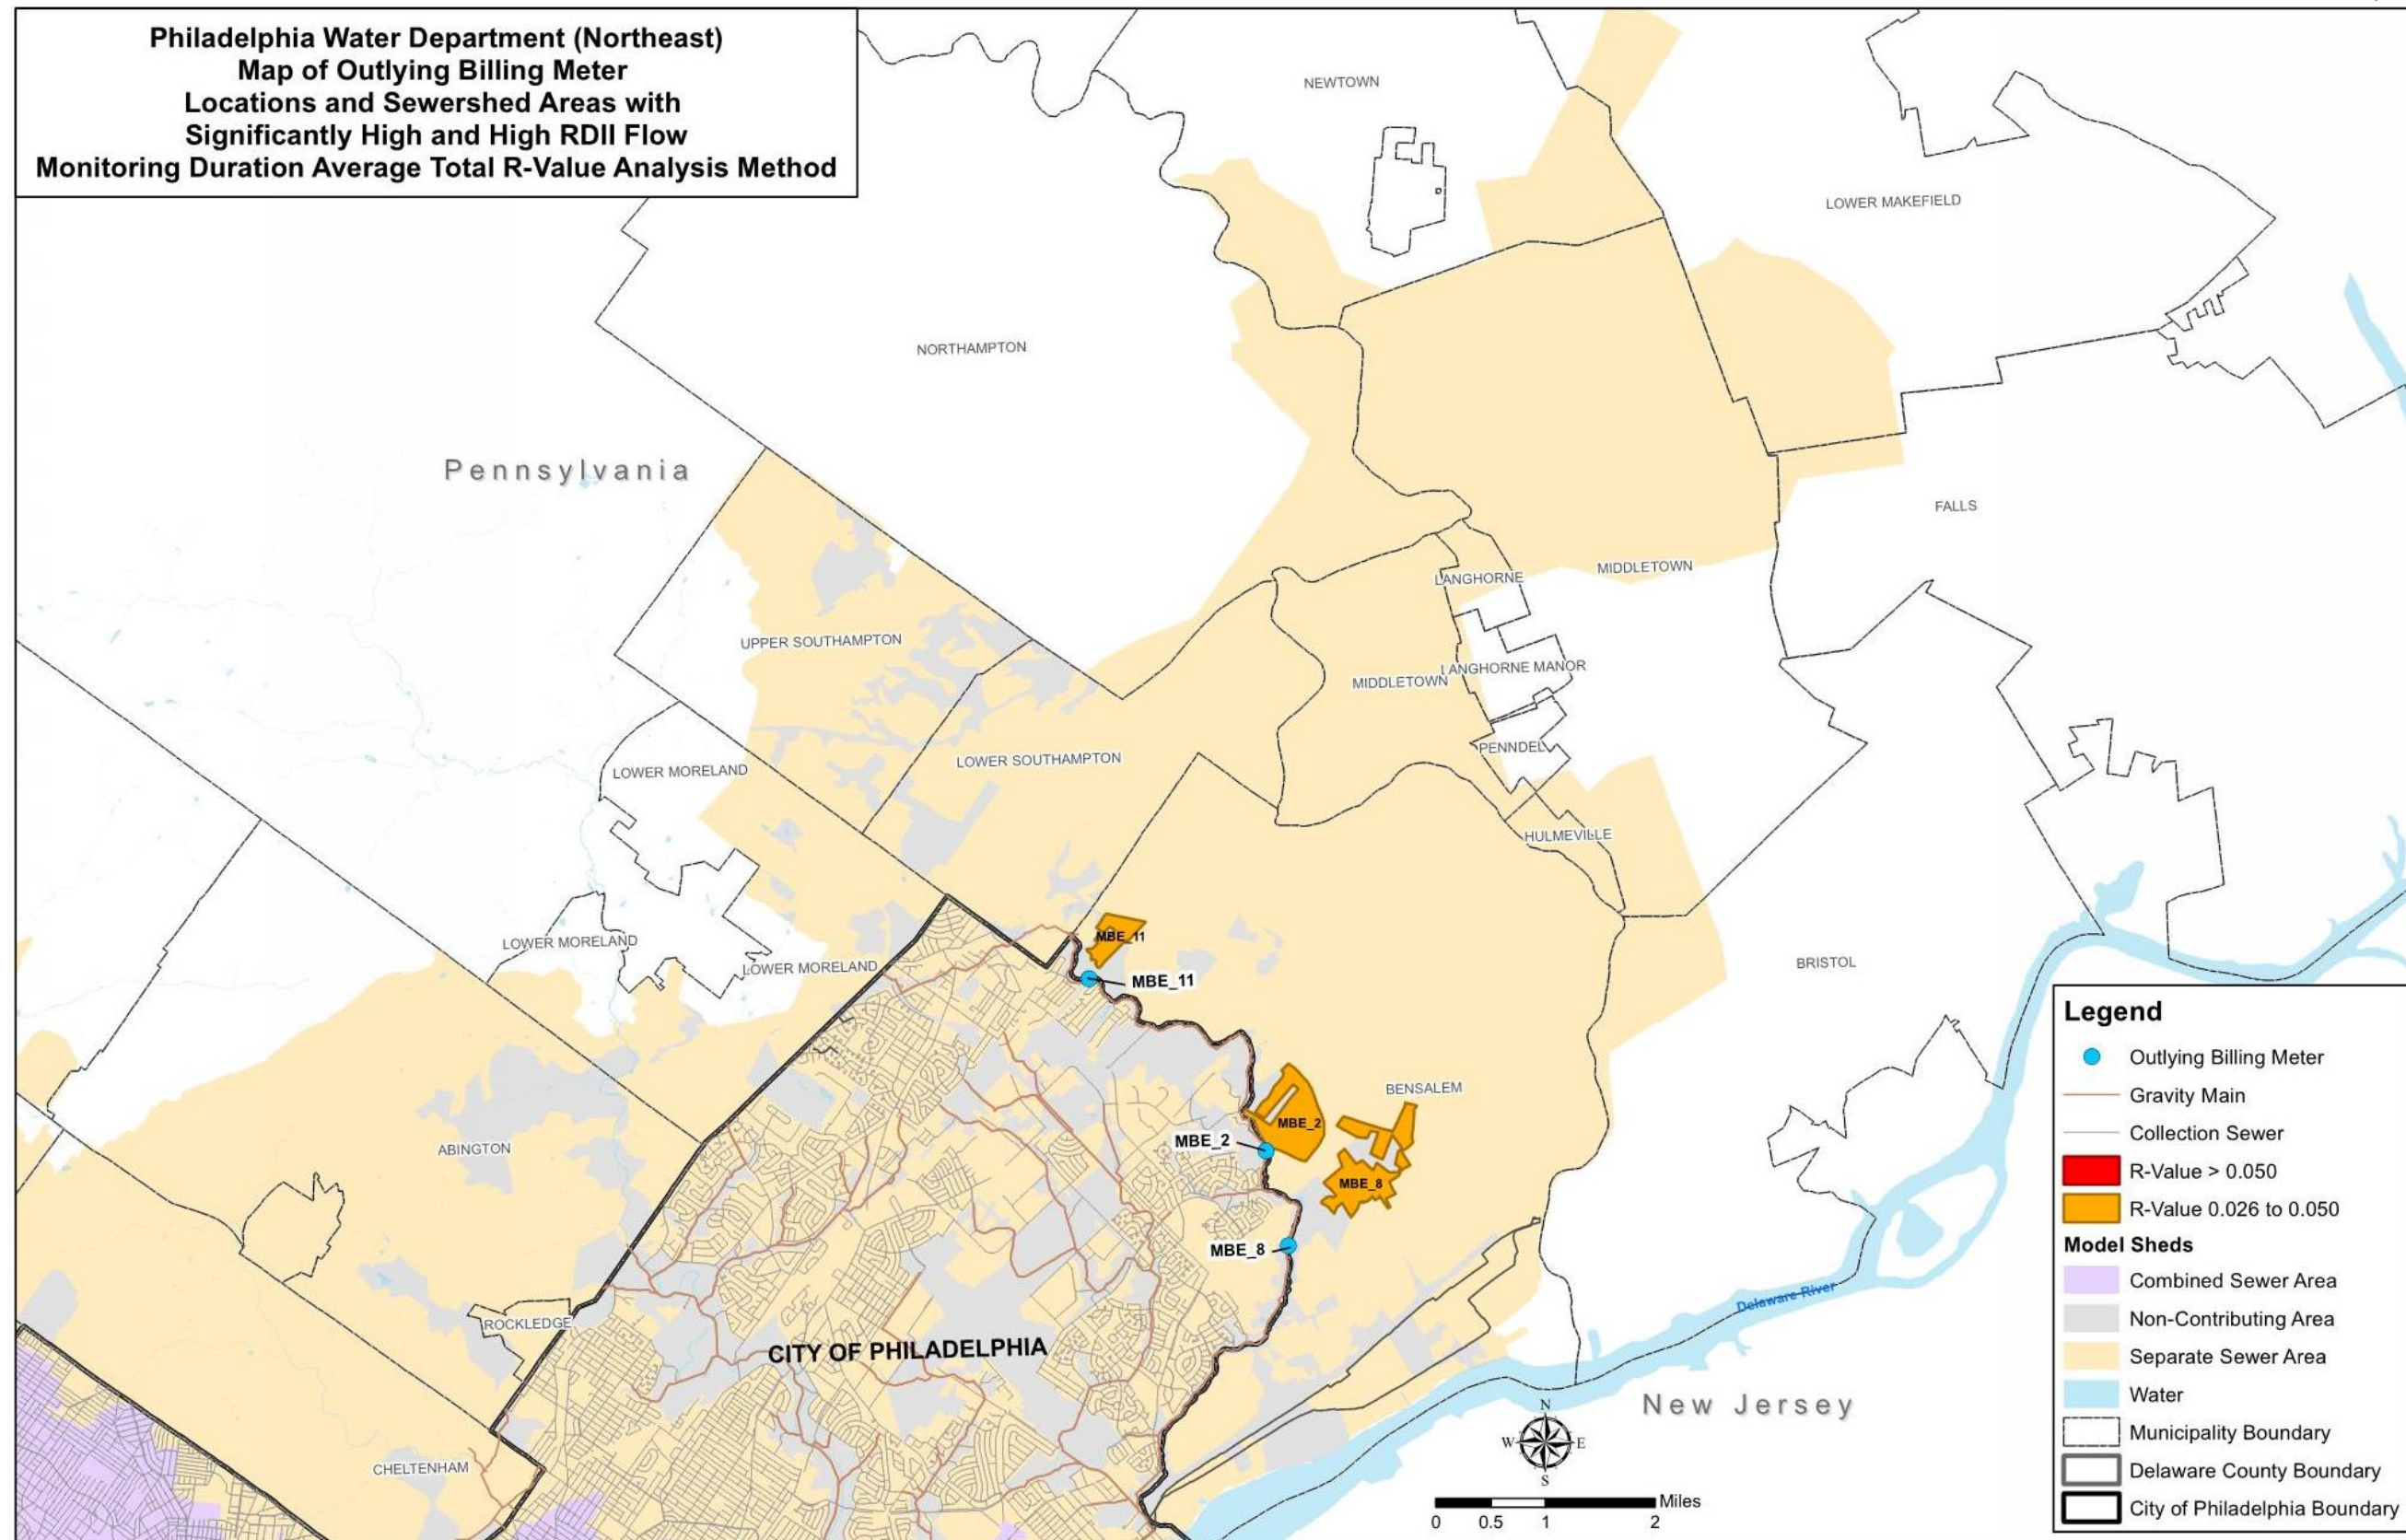 Philadelphia Water Department (Northeast)
Map of Outlying Billing Meter
Locations and Sewershed Areas with
Significantly High and High RDII Flow
Monitoring Duration Average Total R-Value Analysis Method
NEWTOWN
LOWER MAKEFIELD
NORTHAMPTON
Pennsylvania
FALLS
LANGHORNE
MIDDLETOWN
UPPER SOUTHAMPTON
LANGHORNE MANOR
MIDDLETOWN
PENNDEL
LOWER SOUTHAMPTON
LOWER MORELAND
HULMEVILLE
MBE_11
LOWER MORELAND
LOWER MORELAND
BRISTOL
MBE_11
BENSALEM
MBE_2
MBE_2
ABINGTON
MBE_8
MBE_8
Delaware River
ROCKLEDGE
CITY OF PHILADELPHIA
New Jersey
CHELTENHAM
N
W
E
S
Miles
0 0.5 1 2
Legend
Outlying Billing Meter
Gravity Main
Collection Sewer
R-Value > 0.050
R-Value 0.026 to 0.050
Model Sheds
Combined Sewer Area
Non-Contributing Area
Separate Sewer Area
Water
Municipality Boundary
Delaware County Boundary
City of Philadelphia Boundary